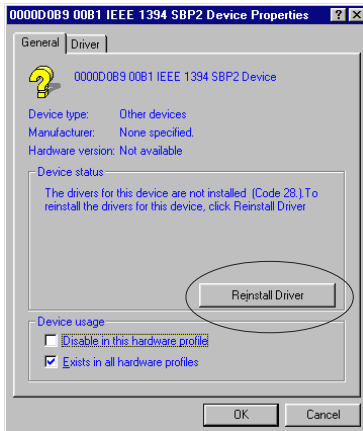 0000D0B9 00B1 IEEE 1394 SBP2 Device Properties
General
Driver
0000D0B9 00B1 IEEE 1394 SBP2 Device
Device type: Other devices
Manufacturer: None specified.
Hardware version: Not available
Device status
The drivers for this device are not installed (Code 28.).To
reinstall the drivers for this device, click Reinstall Driver
Reinstall Driver
Device usage
Disable in this hardware profile
Exists in all hardware profiles
OK
Cancel